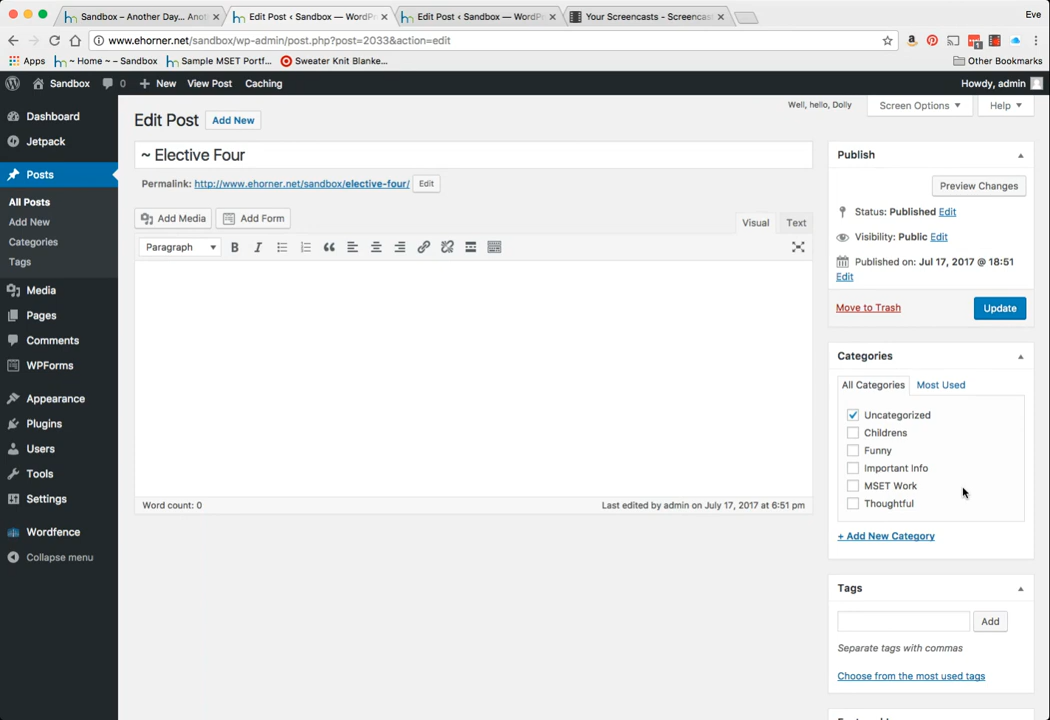 Sandbox – Another Day... Anot
Edit Post ‹ Sandbox — WordPr
Edit Post ‹ Sandbox — WordPr
Your Screencasts - Screencast
Eve
www.ehorner.net/sandbox/wp-admin/post.php?post=2033&action=edit
Apps
~ Home ~ – Sandbox
Sample MSET Portf...
Sweater Knit Blanke...
Other Bookmarks
Sandbox
0
New
View Post
Caching
Howdy, admin
Dashboard
Jetpack
Posts
All Posts
Add New
Categories
Tags
Media
Pages
Comments
WPForms
Appearance
Plugins
Users
Tools
Settings
Wordfence
Collapse menu
Well, hello, Dolly
Screen Options
Help
Edit Post
Add New
~ Elective Four
Permalink: http://www.ehorner.net/sandbox/elective-four/ Edit
Add Media
Add Form
Visual
Text
Paragraph
B I
Word count: 0
Last edited by admin on July 17, 2017 at 6:51 pm
Publish
Preview Changes
Status: Published Edit
Visibility: Public Edit
Published on: Jul 17, 2017 @ 18:51
Edit
Move to Trash
Update
Categories
All Categories
Most Used
Uncategorized
Childrens
Funny
Important Info
MSET Work
Thoughtful
+ Add New Category
Tags
Add
Separate tags with commas
Choose from the most used tags